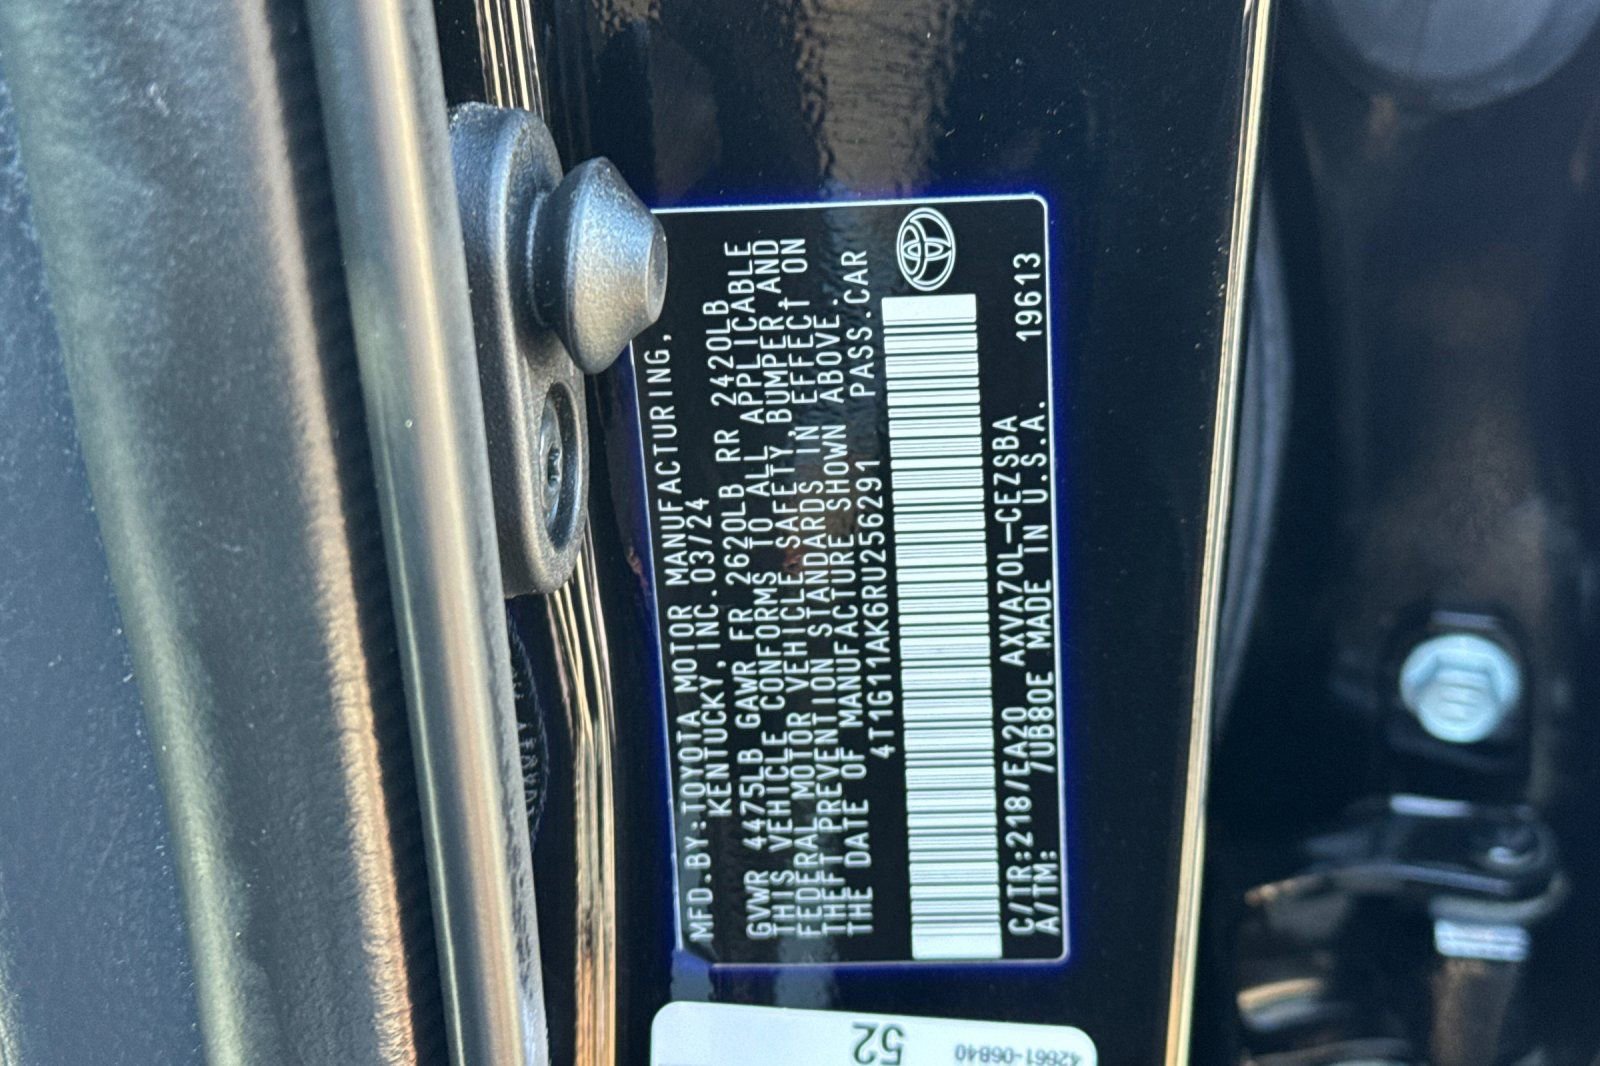 MFD.BY:TOYOTA MOTOR MANUFACTURING,
KENTUCKY, INC. 03/24
GVWR 4475LB GAWR FR 2620LB RR 2420LB
THIS VEHICLE CONFORMS TO ALL APPLICABLE
FEDERAL MOTOR VEHICLE SAFETY, BUMPER, AND
THEFT PREVENTION STANDARDS IN EFFECT ON
THE DATE OF MANUFACTURE SHOWN ABOVE.
4T1G11AK6RU256291 PASS.CAR
C/TR:218/EA20 AXVA70L-CEZSBA
A/TM: /UB80E MADE IN U.S.A. 19613
52
42661-06B40